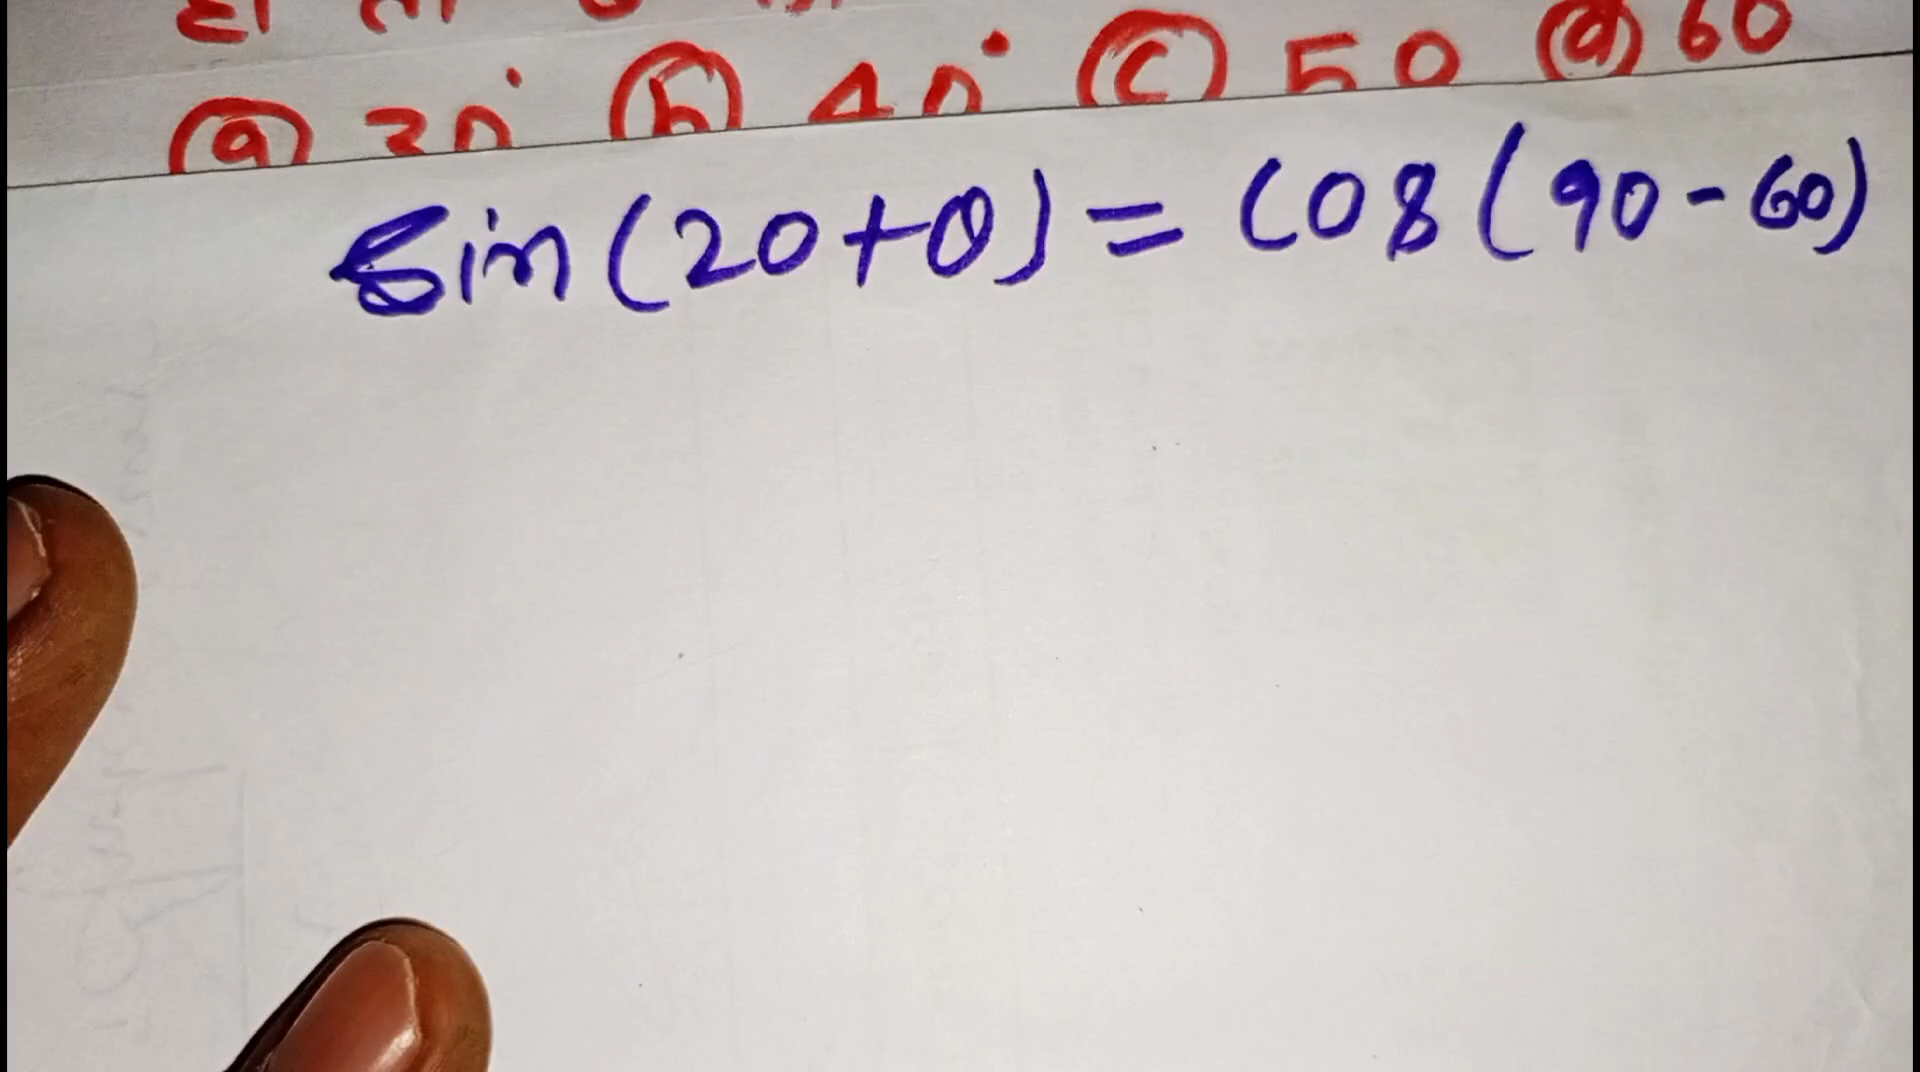 ⓐ 30° ⓑ 40° ⓒ 50 ⓓ 60
Sin(20+θ) = Cos(90-60)